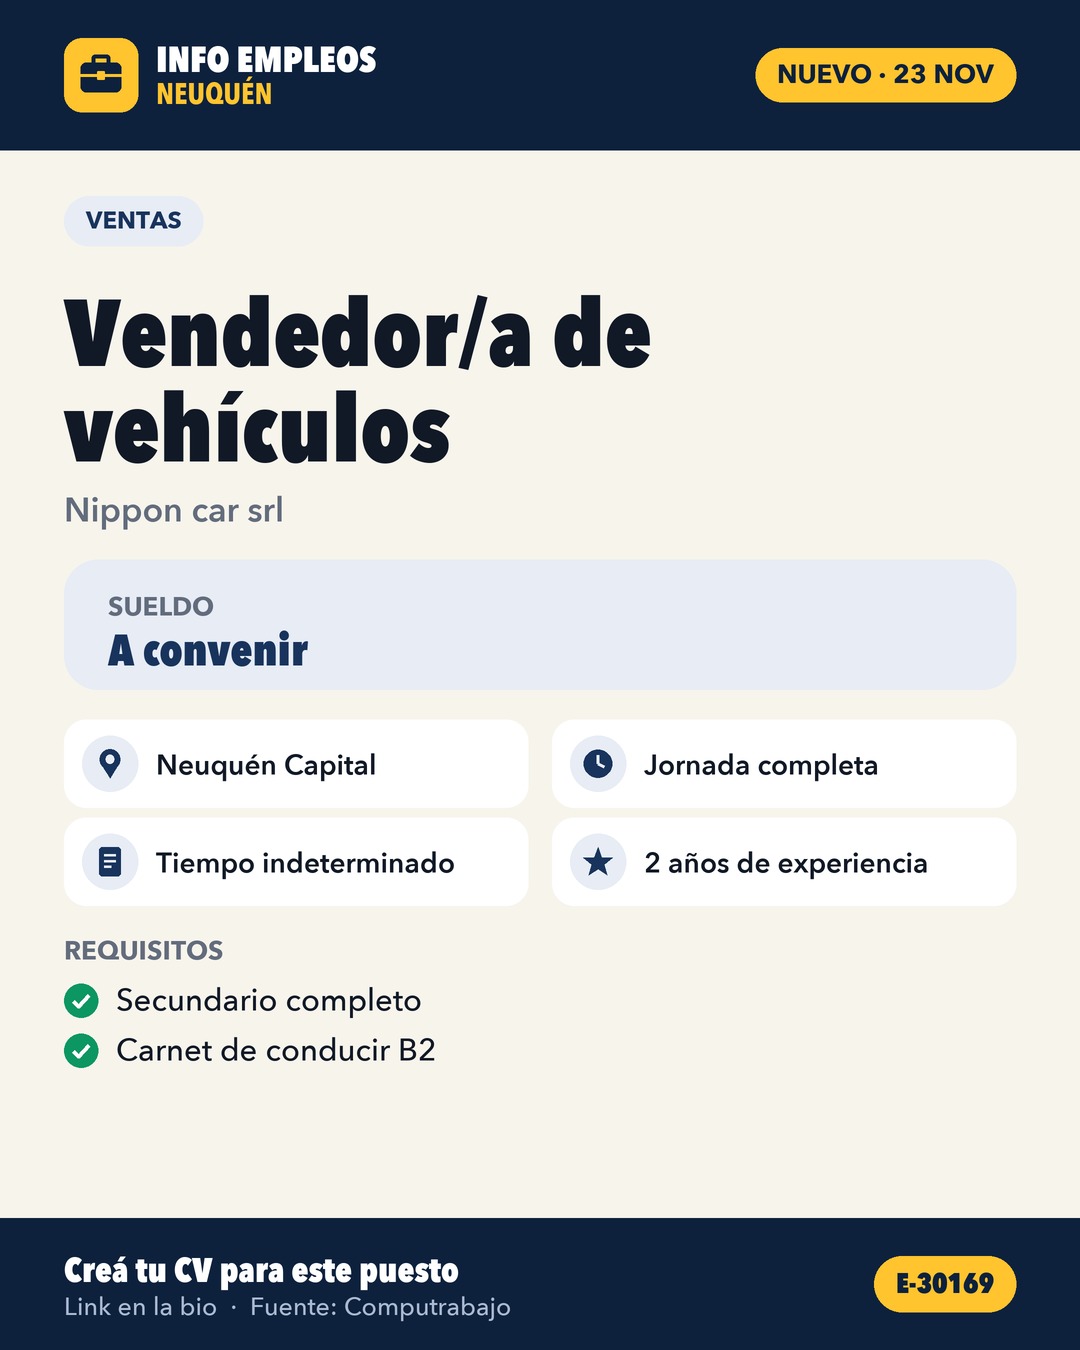 INFO EMPLEOS
NEUQUÉN
NUEVO · 23 NOV
VENTAS
Vendedor/a de
vehículos
Nippon car srl
SUELDO
A convenir
Neuquén Capital
Jornada completa
Tiempo indeterminado
2 años de experiencia
REQUISITOS
Secundario completo
Carnet de conducir B2
Creá tu CV para este puesto
Link en la bio · Fuente: Computrabajo
E-30169